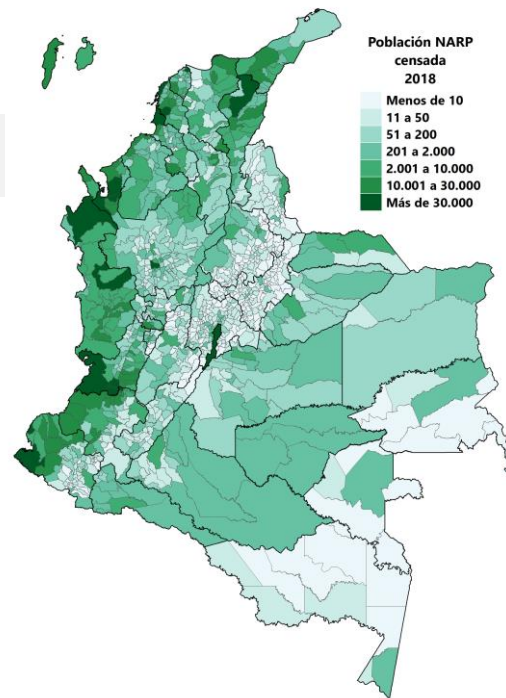 Población NARP
censada
2018
Menos de 10
11 a 50
51 a 200
201 a 2.000
2.001 a 10.000
10.001 a 30.000
Más de 30.000